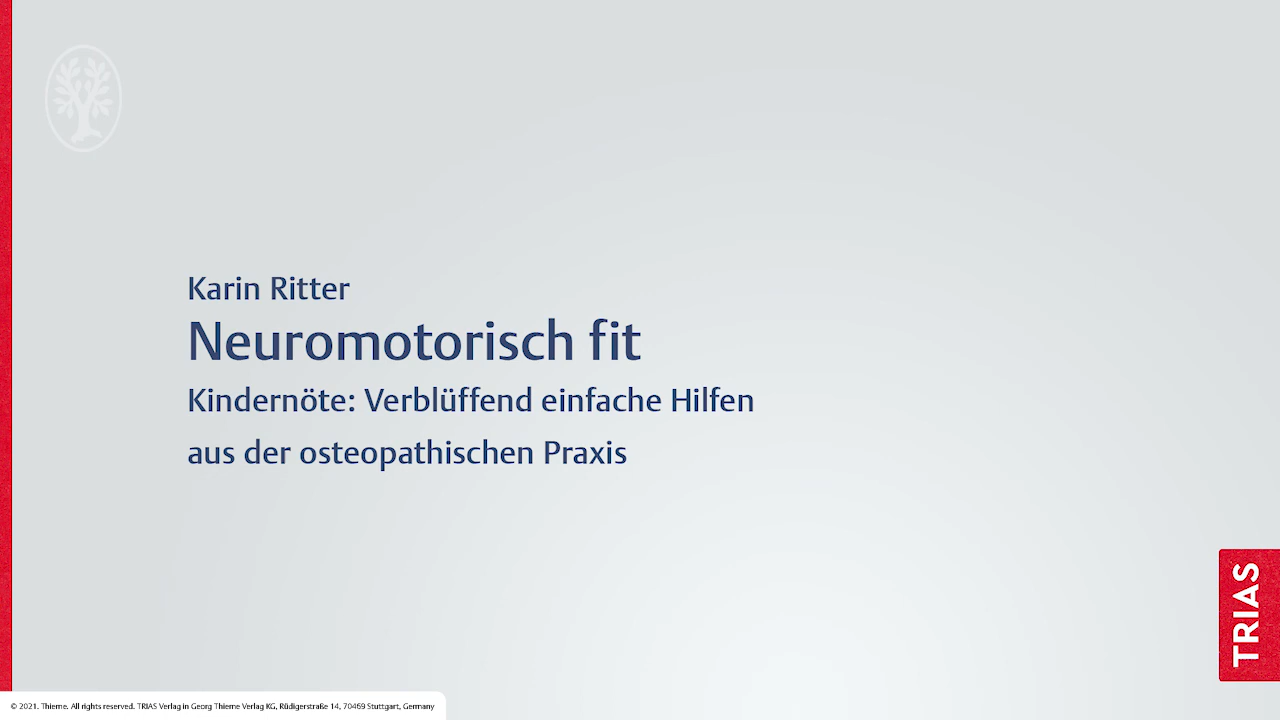 Karin Ritter
Neuromotorisch fit
Kindernöte: Verblüffend einfache Hilfen
aus der osteopathischen Praxis
TRIAS
© 2021. Thieme. All rights reserved. TRIAS Verlag in Georg Thieme Verlag KG, Rüdigerstraße 14, 70469 Stuttgart, Germany